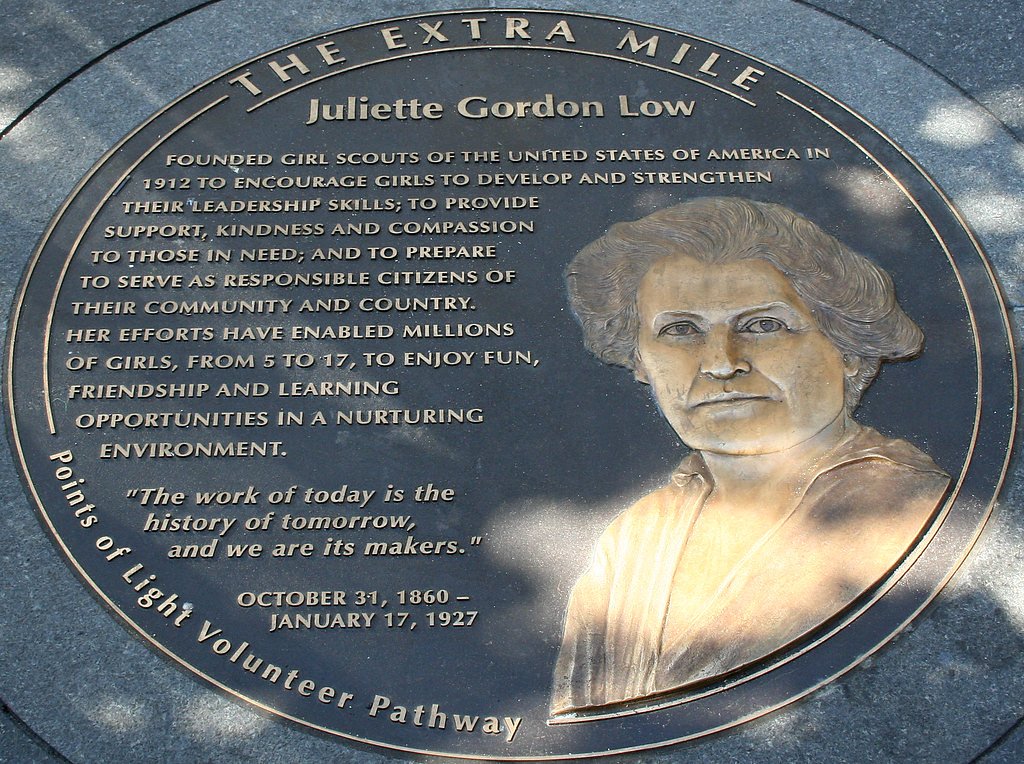 THE EXTRA MILE
Juliette Gordon Low
FOUNDED GIRL SCOUTS OF THE UNITED STATES OF AMERICA IN
1912 TO ENCOURAGE GIRLS TO DEVELOP AND STRENGTHEN
THEIR LEADERSHIP SKILLS; TO PROVIDE
SUPPORT, KINDNESS AND COMPASSION
TO THOSE IN NEED; AND TO PREPARE
TO SERVE AS RESPONSIBLE CITIZENS OF
THEIR COMMUNITY AND COUNTRY.
HER EFFORTS HAVE ENABLED MILLIONS
OF GIRLS, FROM 5 TO 17, TO ENJOY FUN,
FRIENDSHIP AND LEARNING
OPPORTUNITIES IN A NURTURING
ENVIRONMENT.
"The work of today is the
history of tomorrow,
and we are its makers."
OCTOBER 31, 1860 –
JANUARY 17, 1927
Points of Light Volunteer Pathway